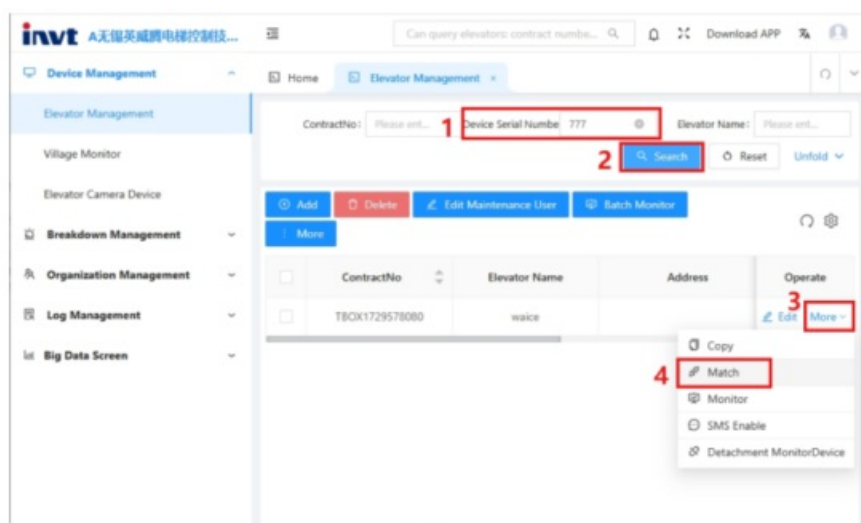 invt A无锡英威腾电梯控制技...
Can query elevators: contract numbe...
Download APP
Device Management
Elevator Management
Village Monitor
Elevator Camera Device
Breakdown Management
Organization Management
Log Management
Big Data Screen
Home
Elevator Management ×
ContractNo: Please ent...
1
Device Serial Numbe 777
Elevator Name: Please ent...
2
Search
Reset
Unfold
Add
Delete
Edit Maintenance User
Batch Monitor
More
ContractNo Elevator Name Address Operate
3
TBOX1729578080 waice Edit More
Copy
4
Match
Monitor
SMS Enable
Detachment MonitorDevice